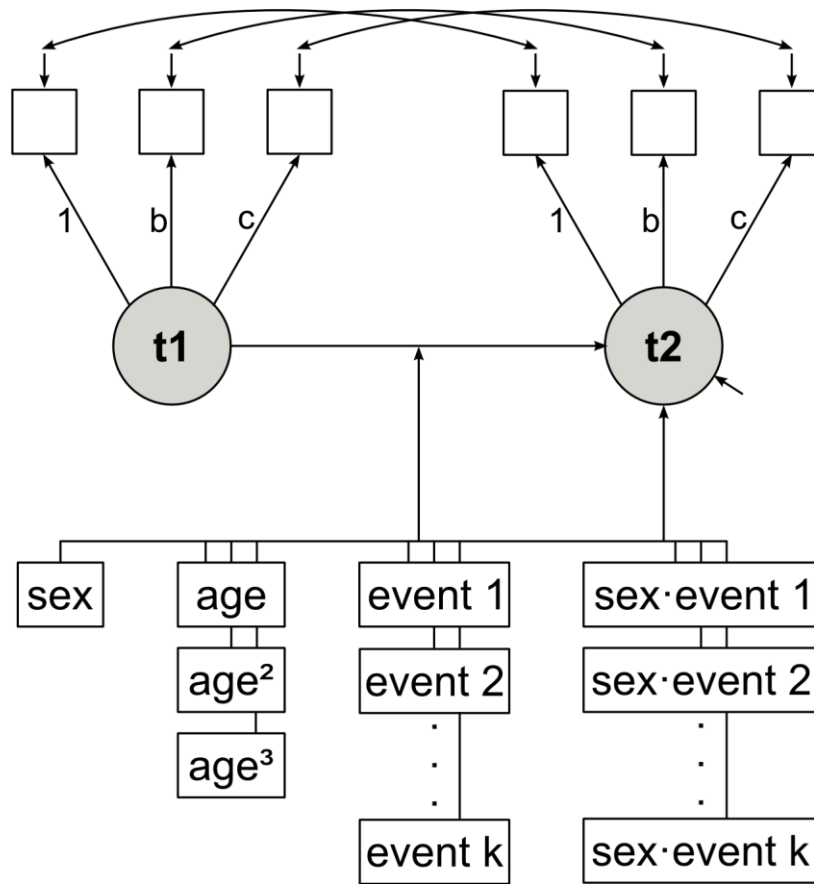 1 b c 1 b c
t1 t2
sex age event 1 sex·event 1
age² event 2 sex·event 2
age³
event k sex·event k